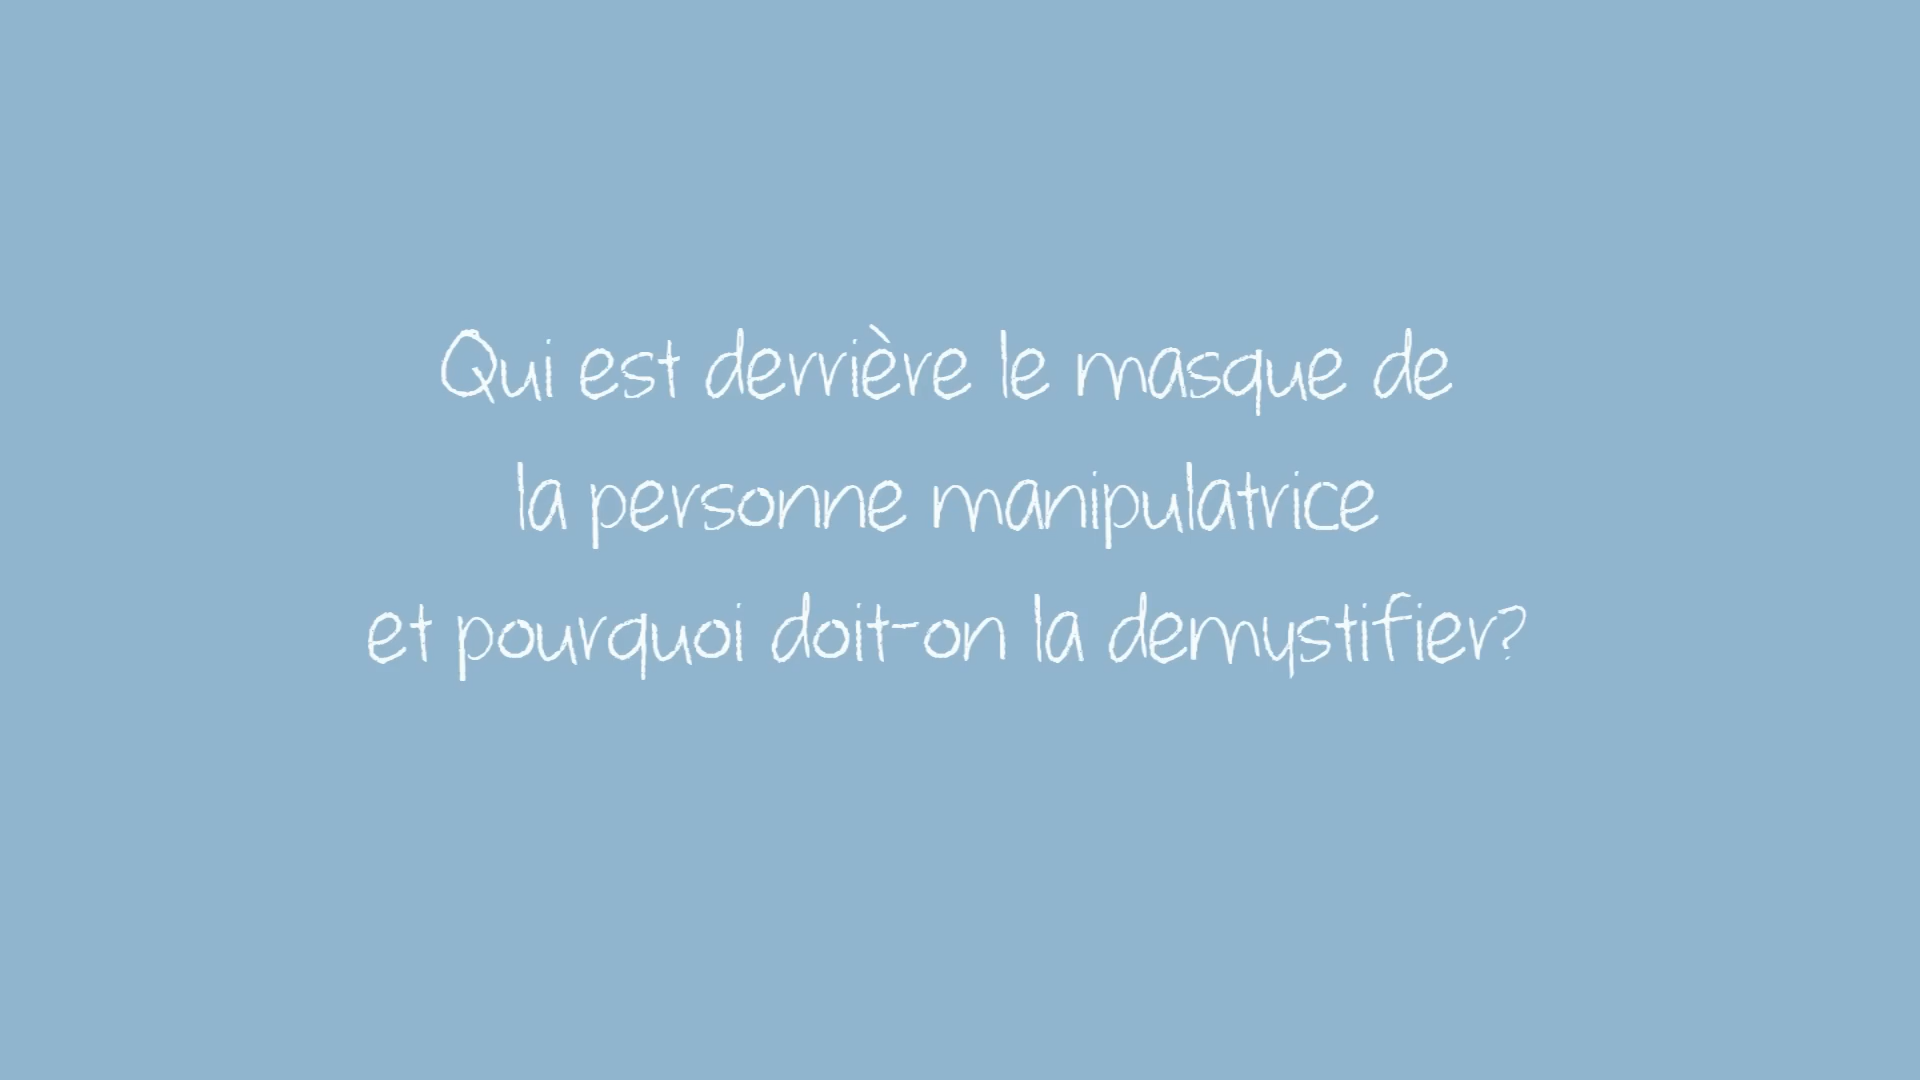 Qui est derrière le masque de
la personne manipulatrice
et pourquoi doit-on la demystifier?